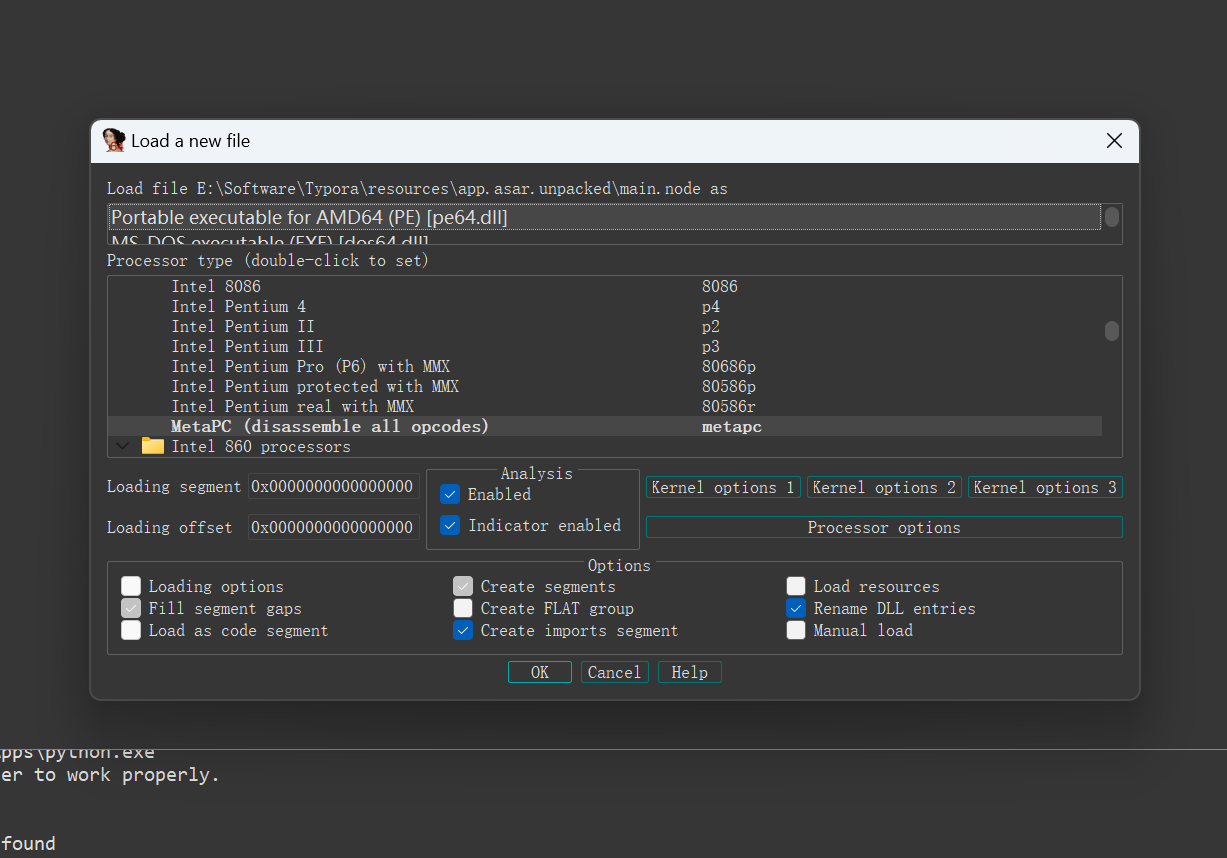 Load a new file
Load file E:\Software\Typora\resources\app.asar.unpacked\main.node as
Portable executable for AMD64 (PE) [pe64.dll]
MS-DOS executable (EXE) [dos64.dll]
Processor type (double-click to set)
Intel 8086 8086
Intel Pentium 4 p4
Intel Pentium II p2
Intel Pentium III p3
Intel Pentium Pro (P6) with MMX 80686p
Intel Pentium protected with MMX 80586p
Intel Pentium real with MMX 80586r
MetaPC (disassemble all opcodes) metapc
Intel 860 processors
Loading segment 0x0000000000000000
Loading offset 0x0000000000000000
Analysis
Enabled
Indicator enabled
Kernel options 1 Kernel options 2 Kernel options 3
Processor options
Options
Loading options Create segments Load resources
Fill segment gaps Create FLAT group Rename DLL entries
Load as code segment Create imports segment Manual load
OK Cancel Help
pps\python.exe
er to work properly.
found